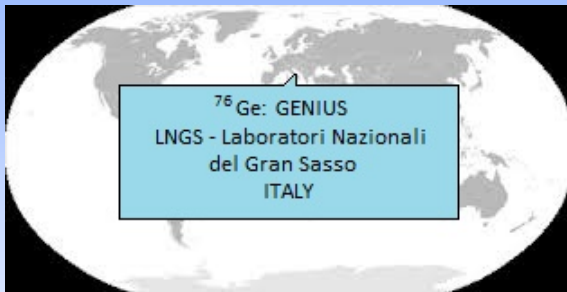 ⁷⁶Ge: GENIUS
LNGS - Laboratori Nazionali
del Gran Sasso
ITALY